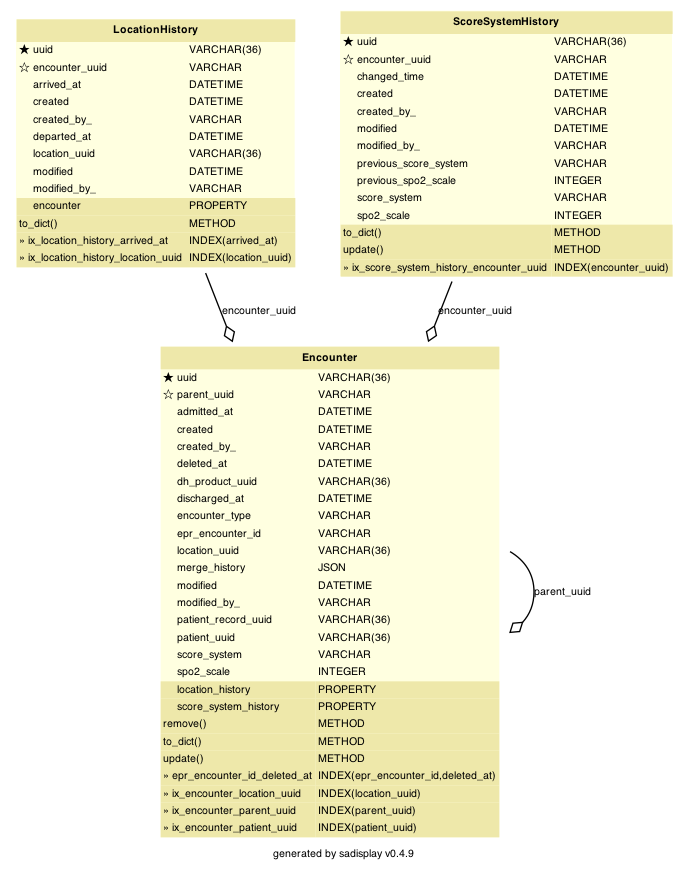 LocationHistory
★ uuid VARCHAR(36)
☆ encounter_uuid VARCHAR
arrived_at DATETIME
created DATETIME
created_by_ VARCHAR
departed_at DATETIME
location_uuid VARCHAR(36)
modified DATETIME
modified_by_ VARCHAR
encounter PROPERTY
to_dict() METHOD
» ix_location_history_arrived_at INDEX(arrived_at)
» ix_location_history_location_uuid INDEX(location_uuid)
ScoreSystemHistory
★ uuid VARCHAR(36)
☆ encounter_uuid VARCHAR
changed_time DATETIME
created DATETIME
created_by_ VARCHAR
modified DATETIME
modified_by_ VARCHAR
previous_score_system VARCHAR
previous_spo2_scale INTEGER
score_system VARCHAR
spo2_scale INTEGER
to_dict() METHOD
update() METHOD
» ix_score_system_history_encounter_uuid INDEX(encounter_uuid)
encounter_uuid
encounter_uuid
Encounter
★ uuid VARCHAR(36)
☆ parent_uuid VARCHAR
admitted_at DATETIME
created DATETIME
created_by_ VARCHAR
deleted_at DATETIME
dh_product_uuid VARCHAR(36)
discharged_at DATETIME
encounter_type VARCHAR
epr_encounter_id VARCHAR
location_uuid VARCHAR(36)
merge_history JSON
modified DATETIME
modified_by_ VARCHAR
patient_record_uuid VARCHAR(36)
patient_uuid VARCHAR(36)
score_system VARCHAR
spo2_scale INTEGER
location_history PROPERTY
score_system_history PROPERTY
remove() METHOD
to_dict() METHOD
update() METHOD
» epr_encounter_id_deleted_at INDEX(epr_encounter_id,deleted_at)
» ix_encounter_location_uuid INDEX(location_uuid)
» ix_encounter_parent_uuid INDEX(parent_uuid)
» ix_encounter_patient_uuid INDEX(patient_uuid)
parent_uuid
generated by sadisplay v0.4.9